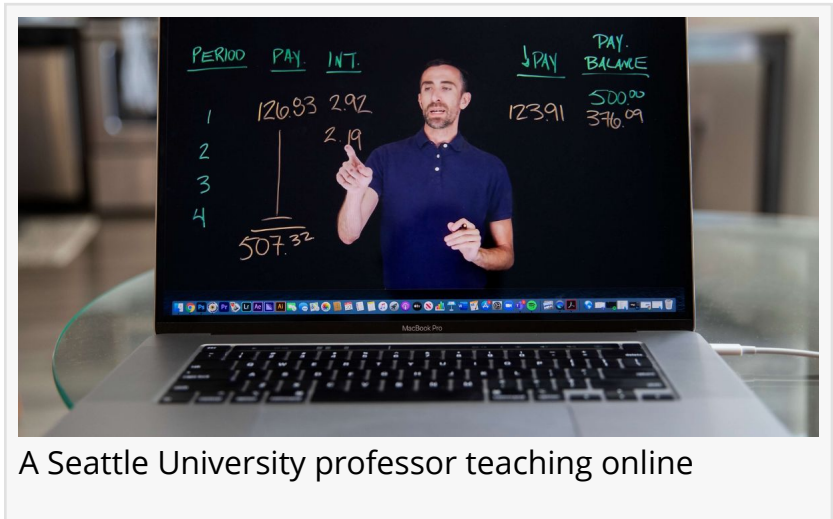 PERIOD PAY. INT. ↓PAY PAY. BALANCE
500.00
1 126.83 2.92 123.91 376.09
2 2.19
3
4
507.32
MacBook Pro
A Seattle University professor teaching online